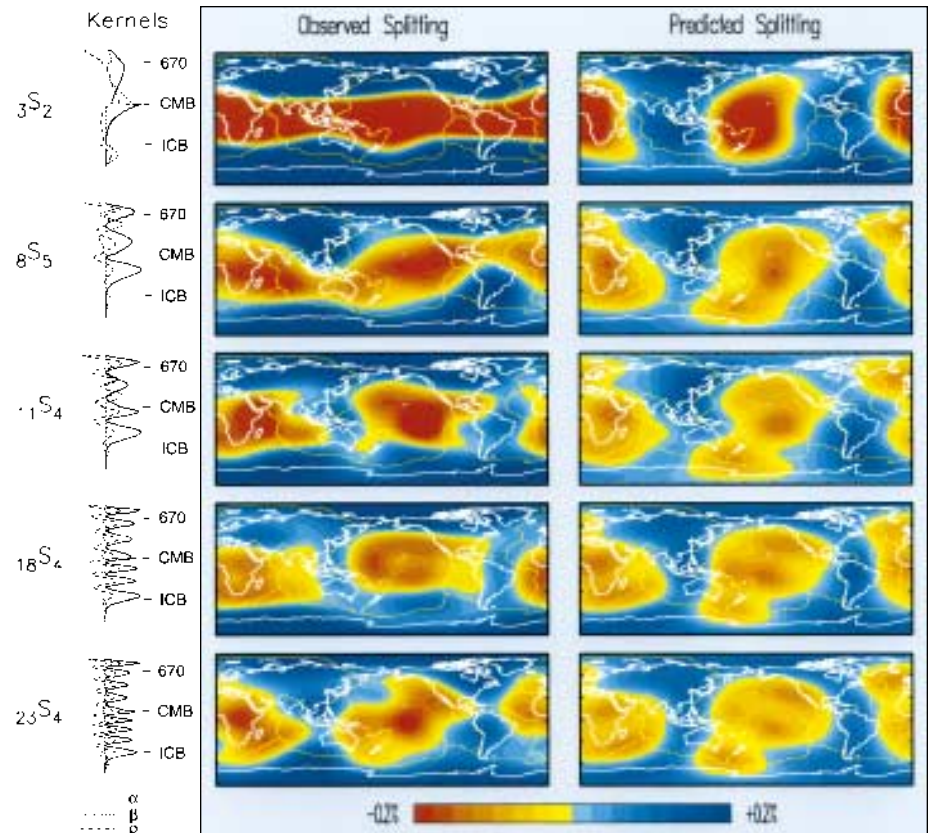 Kernels Observed Splitting Predicted Splitting
3S2
670
CMB
ICB
8S5
670
CMB
ICB
11S4
670
CMB
ICB
18S4
670
CMB
ICB
23S4
670
CMB
ICB
α
β
ρ
-0.2% +0.2%